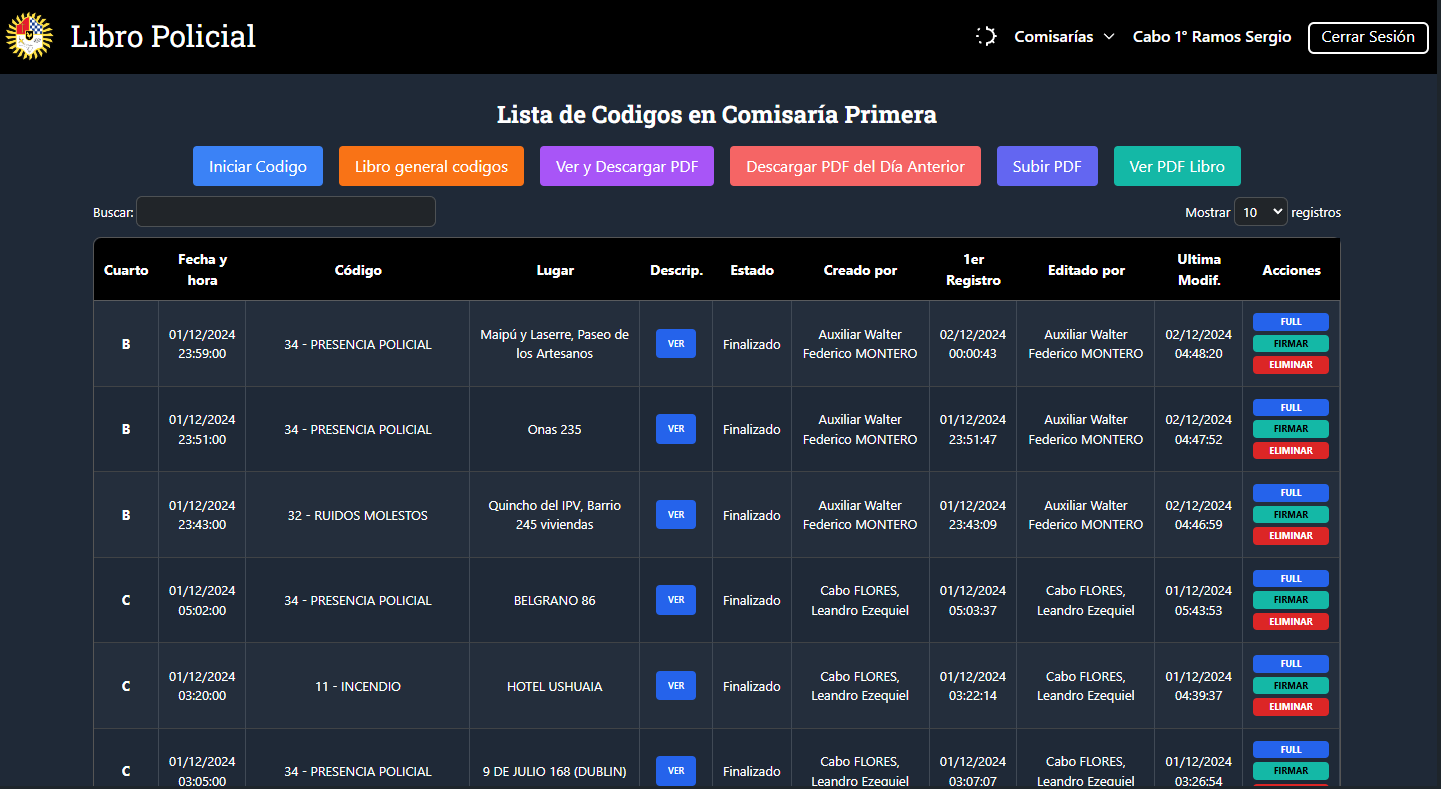 Libro Policial
Comisarías
Cabo 1° Ramos Sergio
Cerrar Sesión
Lista de Codigos en Comisaría Primera
Iniciar Codigo
Libro general codigos
Ver y Descargar PDF
Descargar PDF del Día Anterior
Subir PDF
Ver PDF Libro
Buscar:
Mostrar 10 registros
Cuarto
Fecha y
hora
Código
Lugar
Descrip.
Estado
Creado por
1er
Registro
Editado por
Ultima
Modif.
Acciones
B
01/12/2024
23:59:00
34 - PRESENCIA POLICIAL
Maipú y Laserre, Paseo de
los Artesanos
VER
Finalizado
Auxiliar Walter
Federico MONTERO
02/12/2024
00:00:43
Auxiliar Walter
Federico MONTERO
02/12/2024
04:48:20
FULL
FIRMAR
ELIMINAR
B
01/12/2024
23:51:00
34 - PRESENCIA POLICIAL
Onas 235
VER
Finalizado
Auxiliar Walter
Federico MONTERO
01/12/2024
23:51:47
Auxiliar Walter
Federico MONTERO
02/12/2024
04:47:52
FULL
FIRMAR
ELIMINAR
B
01/12/2024
23:43:00
32 - RUIDOS MOLESTOS
Quincho del IPV, Barrio
245 viviendas
VER
Finalizado
Auxiliar Walter
Federico MONTERO
01/12/2024
23:43:09
Auxiliar Walter
Federico MONTERO
02/12/2024
04:46:59
FULL
FIRMAR
ELIMINAR
C
01/12/2024
05:02:00
34 - PRESENCIA POLICIAL
BELGRANO 86
VER
Finalizado
Cabo FLORES,
Leandro Ezequiel
01/12/2024
05:03:37
Cabo FLORES,
Leandro Ezequiel
01/12/2024
05:43:53
FULL
FIRMAR
ELIMINAR
C
01/12/2024
03:20:00
11 - INCENDIO
HOTEL USHUAIA
VER
Finalizado
Cabo FLORES,
Leandro Ezequiel
01/12/2024
03:22:14
Cabo FLORES,
Leandro Ezequiel
01/12/2024
04:39:37
FULL
FIRMAR
ELIMINAR
C
01/12/2024
03:05:00
34 - PRESENCIA POLICIAL
9 DE JULIO 168 (DUBLIN)
VER
Finalizado
Cabo FLORES,
Leandro Ezequiel
01/12/2024
03:07:07
Cabo FLORES,
Leandro Ezequiel
01/12/2024
03:26:54
FULL
FIRMAR